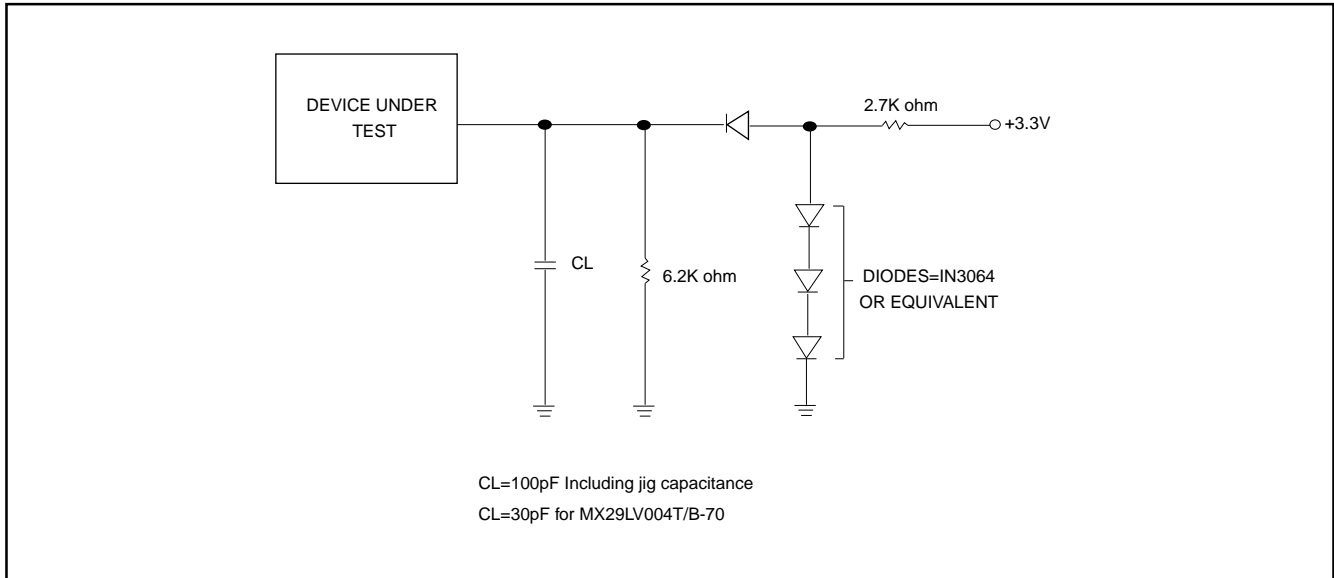 DEVICE UNDER
TEST
2.7K ohm
+3.3V
CL
6.2K ohm
DIODES=IN3064
OR EQUIVALENT
CL=100pF Including jig capacitance
CL=30pF for MX29LV004T/B-70